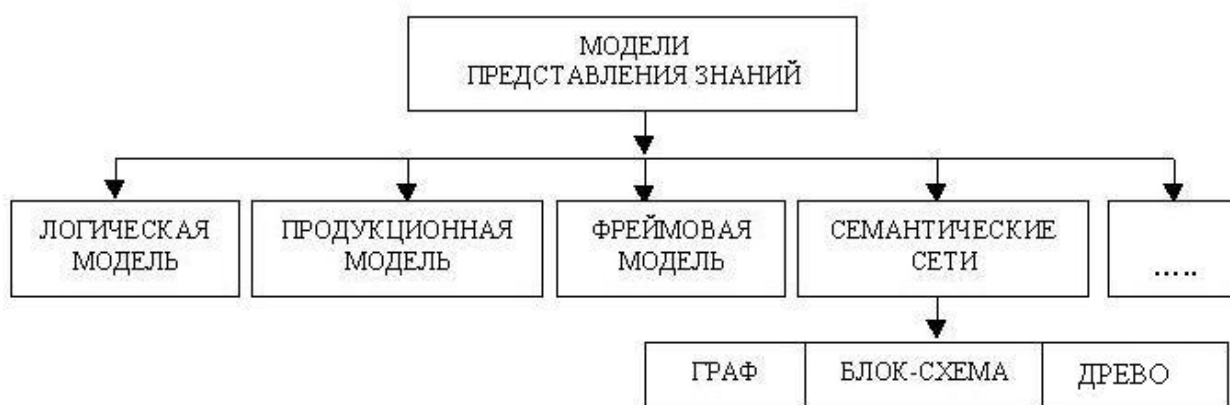 МОДЕЛИ
ПРЕДСТАВЛЕНИЯ ЗНАНИЙ
ЛОГИЧЕСКАЯ
МОДЕЛЬ
ПРОДУКЦИОННАЯ
МОДЕЛЬ
ФРЕЙМОВАЯ
МОДЕЛЬ
СЕМАНТИЧЕСКИЕ
СЕТИ
.....
ГРАФ
БЛОК-СХЕМА
ДРЕВО